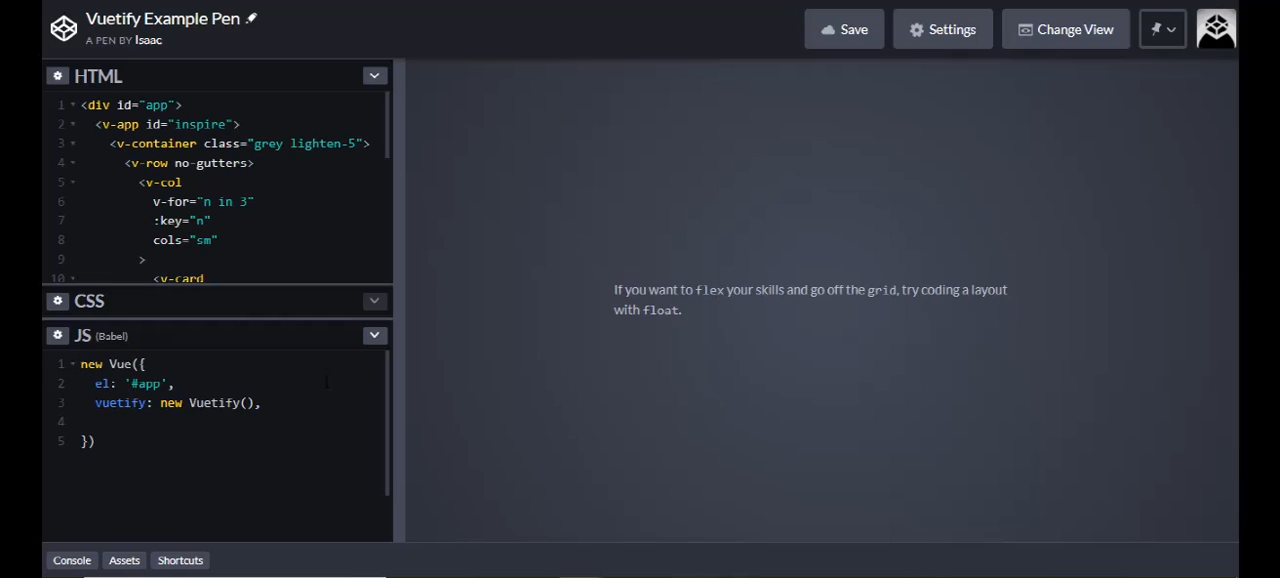 Vuetify Example Pen
A PEN BY Isaac
Save
Settings
Change View
HTML
1 <div id="app">
2 <v-app id="inspire">
3 <v-container class="grey lighten-5">
4 <v-row no-gutters>
5 <v-col
6 v-for="n in 3"
7 :key="n"
8 cols="sm"
9 >
10 <v-card
CSS
JS (Babel)
1 new Vue({
2 el: '#app',
3 vuetify: new Vuetify(),
4
5 })
If you want to flex your skills and go off the grid, try coding a layout
with float.
Console
Assets
Shortcuts